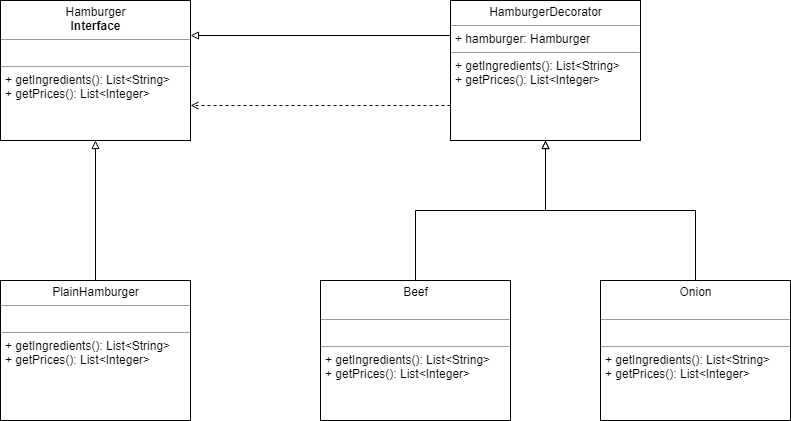 Hamburger
Interface
+ getIngredients(): List<String>
+ getPrices(): List<Integer>
HamburgerDecorator
+ hamburger: Hamburger
+ getIngredients(): List<String>
+ getPrices(): List<Integer>
PlainHamburger
+ getIngredients(): List<String>
+ getPrices(): List<Integer>
Beef
+ getIngredients(): List<String>
+ getPrices(): List<Integer>
Onion
+ getIngredients(): List<String>
+ getPrices(): List<Integer>